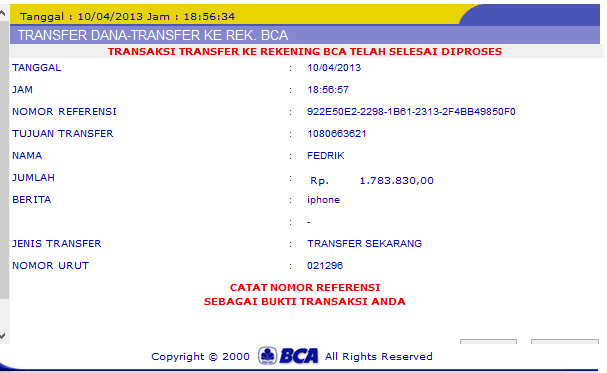 Tanggal : 10/04/2013 Jam : 18:56:34
TRANSFER DANA-TRANSFER KE REK. BCA
TRANSAKSI TRANSFER KE REKENING BCA TELAH SELESAI DIPROSES
TANGGAL : 10/04/2013
JAM : 18:56:57
NOMOR REFERENSI : 922E50E2-2298-1B61-2313-2F4BB49850F0
TUJUAN TRANSFER : 1080663621
NAMA : FEDRIK
JUMLAH : Rp. 1.783.830,00
BERITA : iphone
: -
JENIS TRANSFER : TRANSFER SEKARANG
NOMOR URUT : 021296
CATAT NOMOR REFERENSI
SEBAGAI BUKTI TRANSAKSI ANDA
Copyright © 2000 BCA All Rights Reserved